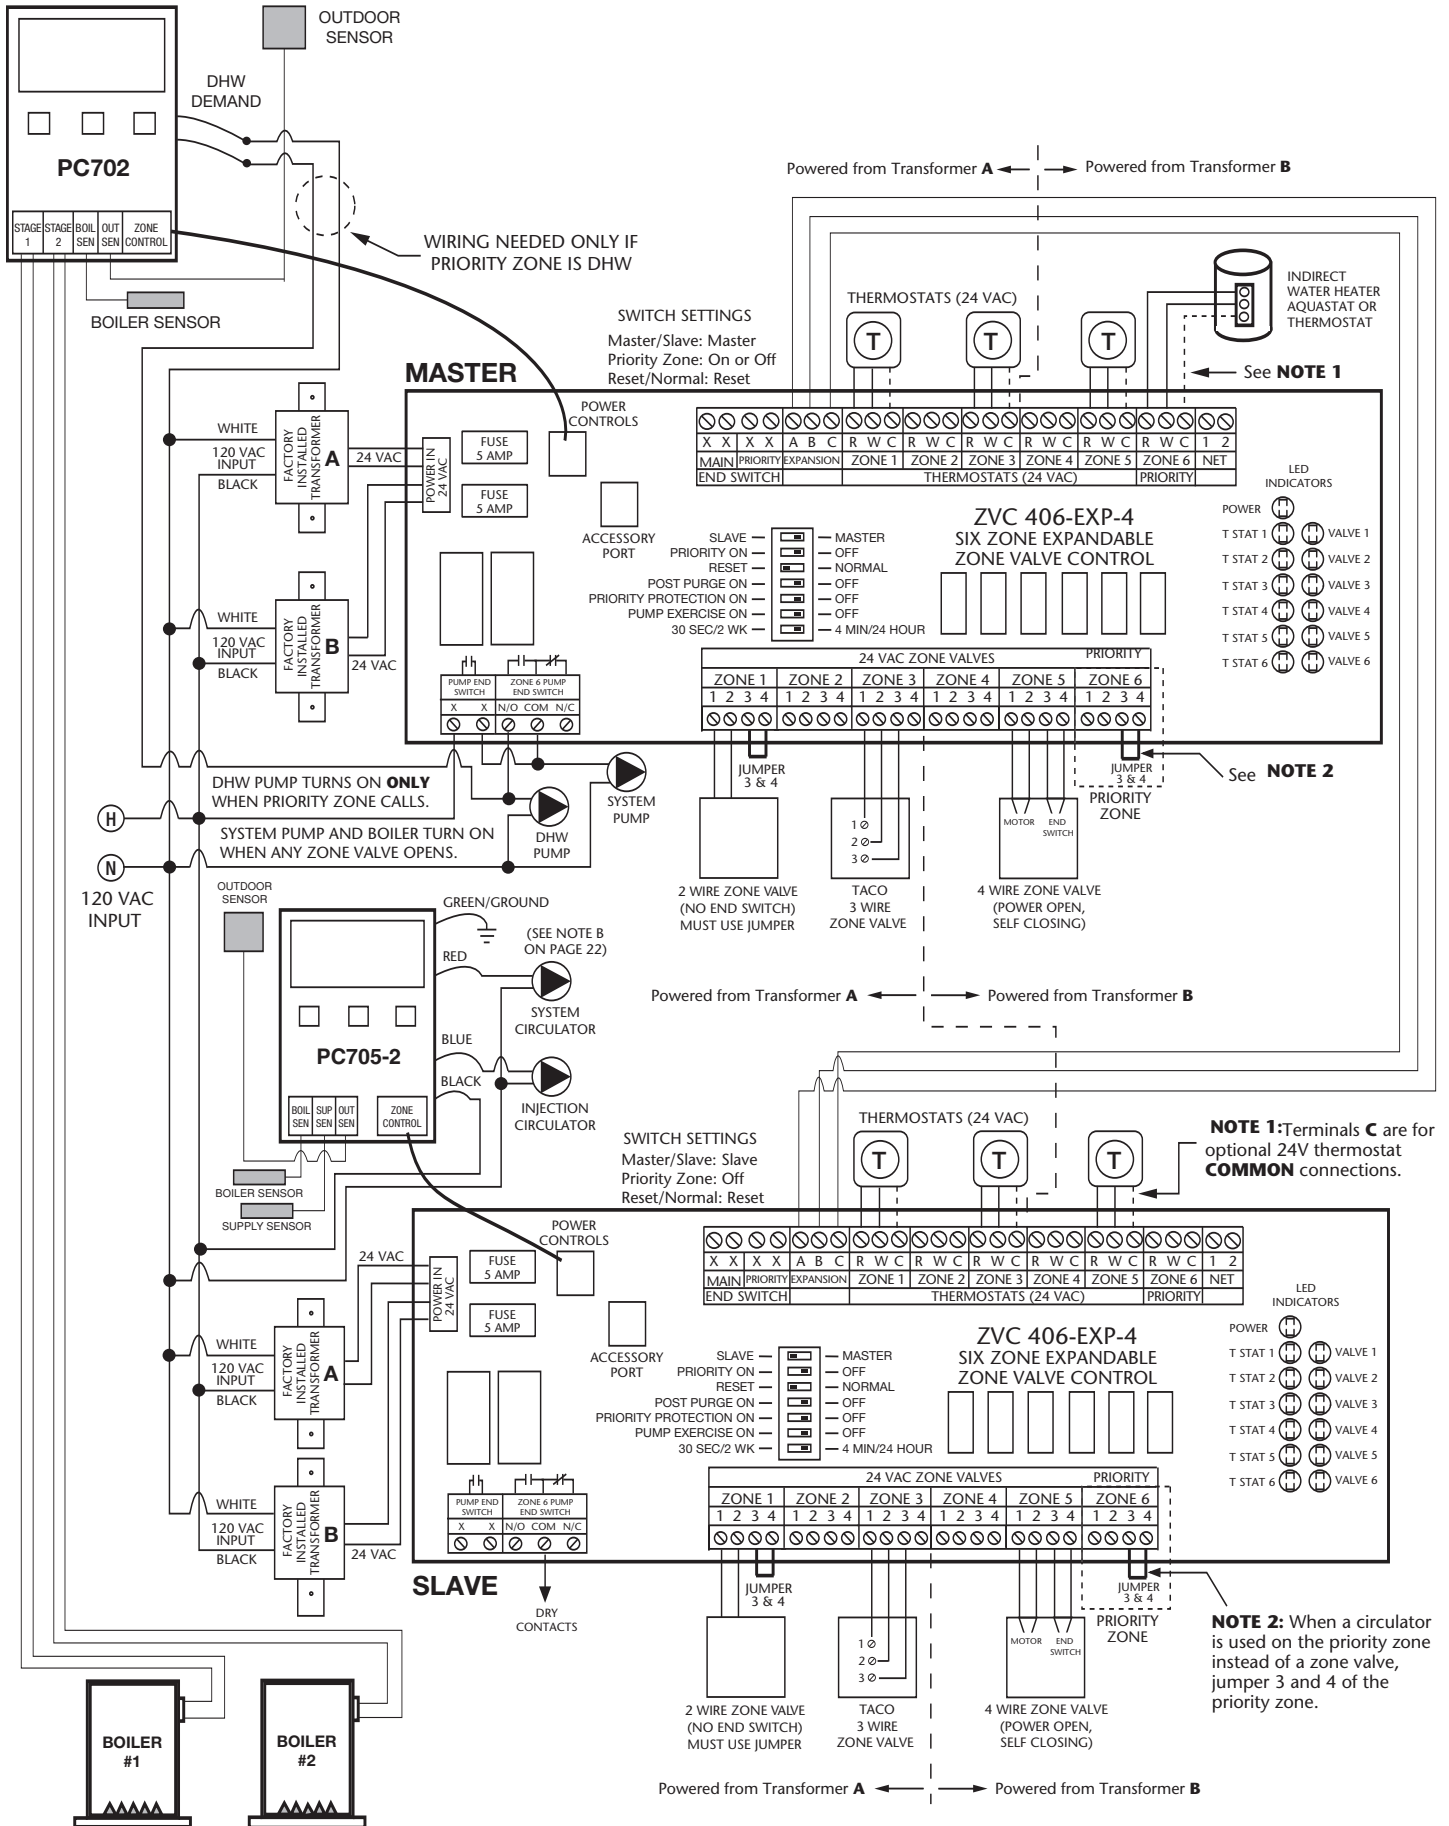 OUTDOOR
SENSOR
DHW
DEMAND
PC702
STAGE
1
STAGE
2
BOIL
SEN
OUT
SEN
ZONE
CONTROL
WIRING NEEDED ONLY IF
PRIORITY ZONE IS DHW
BOILER SENSOR
Powered from Transformer A
Powered from Transformer B
INDIRECT
WATER HEATER
AQUASTAT OR
THERMOSTAT
THERMOSTATS (24 VAC)
T
T
T
See NOTE 1
SWITCH SETTINGS
Master/Slave: Master
Priority Zone: On or Off
Reset/Normal: Reset
MASTER
POWER
CONTROLS
WHITE
120 VAC
INPUT
BLACK
FACTORY
INSTALLED
TRANSFORMER
A
24 VAC
POWER IN
24 VAC
FUSE
5 AMP
FUSE
5 AMP
ACCESSORY
PORT
X X X X A B C R W C R W C R W C R W C R W C R W C 1 2
MAIN PRIORITY EXPANSION ZONE 1 ZONE 2 ZONE 3 ZONE 4 ZONE 5 ZONE 6 NET
END SWITCH THERMOSTATS (24 VAC) PRIORITY
LED
INDICATORS
POWER
T STAT 1 VALVE 1
T STAT 2 VALVE 2
T STAT 3 VALVE 3
T STAT 4 VALVE 4
T STAT 5 VALVE 5
T STAT 6 VALVE 6
ZVC 406-EXP-4
SIX ZONE EXPANDABLE
ZONE VALVE CONTROL
SLAVE MASTER
PRIORITY ON OFF
RESET NORMAL
POST PURGE ON OFF
PRIORITY PROTECTION ON OFF
PUMP EXERCISE ON OFF
30 SEC/2 WK 4 MIN/24 HOUR
WHITE
120 VAC
INPUT
BLACK
FACTORY
INSTALLED
TRANSFORMER
B
24 VAC
PUMP END
SWITCH
X X
ZONE 6 PUMP
END SWITCH
N/O COM N/C
24 VAC ZONE VALVES PRIORITY
ZONE 1 ZONE 2 ZONE 3 ZONE 4 ZONE 5 ZONE 6
1 2 3 4 1 2 3 4 1 2 3 4 1 2 3 4 1 2 3 4 1 2 3 4
JUMPER
3 & 4
JUMPER
3 & 4
PRIORITY
ZONE
See NOTE 2
DHW PUMP TURNS ON ONLY
WHEN PRIORITY ZONE CALLS.
SYSTEM
PUMP
H
SYSTEM PUMP AND BOILER TURN ON
WHEN ANY ZONE VALVE OPENS.
DHW
PUMP
N
120 VAC
INPUT
1
2
3
MOTOR
END
SWITCH
2 WIRE ZONE VALVE
(NO END SWITCH)
MUST USE JUMPER
TACO
3 WIRE
ZONE VALVE
4 WIRE ZONE VALVE
(POWER OPEN,
SELF CLOSING)
OUTDOOR
SENSOR
GREEN/GROUND
(SEE NOTE B
ON PAGE 22)
RED
SYSTEM
CIRCULATOR
Powered from Transformer A
Powered from Transformer B
PC705-2
BLUE
BLACK
INJECTION
CIRCULATOR
BOIL
SEN
SUP
SEN
OUT
SEN
ZONE
CONTROL
BOILER SENSOR
SUPPLY SENSOR
THERMOSTATS (24 VAC)
T
T
T
NOTE 1:Terminals C are for
optional 24V thermostat
COMMON connections.
SWITCH SETTINGS
Master/Slave: Slave
Priority Zone: Off
Reset/Normal: Reset
POWER
CONTROLS
24 VAC
POWER IN
24 VAC
FUSE
5 AMP
FUSE
5 AMP
ACCESSORY
PORT
X X X X A B C R W C R W C R W C R W C R W C R W C 1 2
MAIN PRIORITY EXPANSION ZONE 1 ZONE 2 ZONE 3 ZONE 4 ZONE 5 ZONE 6 NET
END SWITCH THERMOSTATS (24 VAC) PRIORITY
LED
INDICATORS
POWER
T STAT 1 VALVE 1
T STAT 2 VALVE 2
T STAT 3 VALVE 3
T STAT 4 VALVE 4
T STAT 5 VALVE 5
T STAT 6 VALVE 6
ZVC 406-EXP-4
SIX ZONE EXPANDABLE
ZONE VALVE CONTROL
WHITE
120 VAC
INPUT
BLACK
FACTORY
INSTALLED
TRANSFORMER
A
SLAVE MASTER
PRIORITY ON OFF
RESET NORMAL
POST PURGE ON OFF
PRIORITY PROTECTION ON OFF
PUMP EXERCISE ON OFF
30 SEC/2 WK 4 MIN/24 HOUR
WHITE
120 VAC
INPUT
BLACK
FACTORY
INSTALLED
TRANSFORMER
B
24 VAC
PUMP END
SWITCH
X X
ZONE 6 PUMP
END SWITCH
N/O COM N/C
24 VAC ZONE VALVES PRIORITY
ZONE 1 ZONE 2 ZONE 3 ZONE 4 ZONE 5 ZONE 6
1 2 3 4 1 2 3 4 1 2 3 4 1 2 3 4 1 2 3 4 1 2 3 4
SLAVE
DRY
CONTACTS
JUMPER
3 & 4
JUMPER
3 & 4
PRIORITY
ZONE
NOTE 2: When a circulator
is used on the priority zone
instead of a zone valve,
jumper 3 and 4 of the
priority zone.
1
2
3
MOTOR
END
SWITCH
2 WIRE ZONE VALVE
(NO END SWITCH)
MUST USE JUMPER
TACO
3 WIRE
ZONE VALVE
4 WIRE ZONE VALVE
(POWER OPEN,
SELF CLOSING)
BOILER
#1
BOILER
#2
Powered from Transformer A
Powered from Transformer B